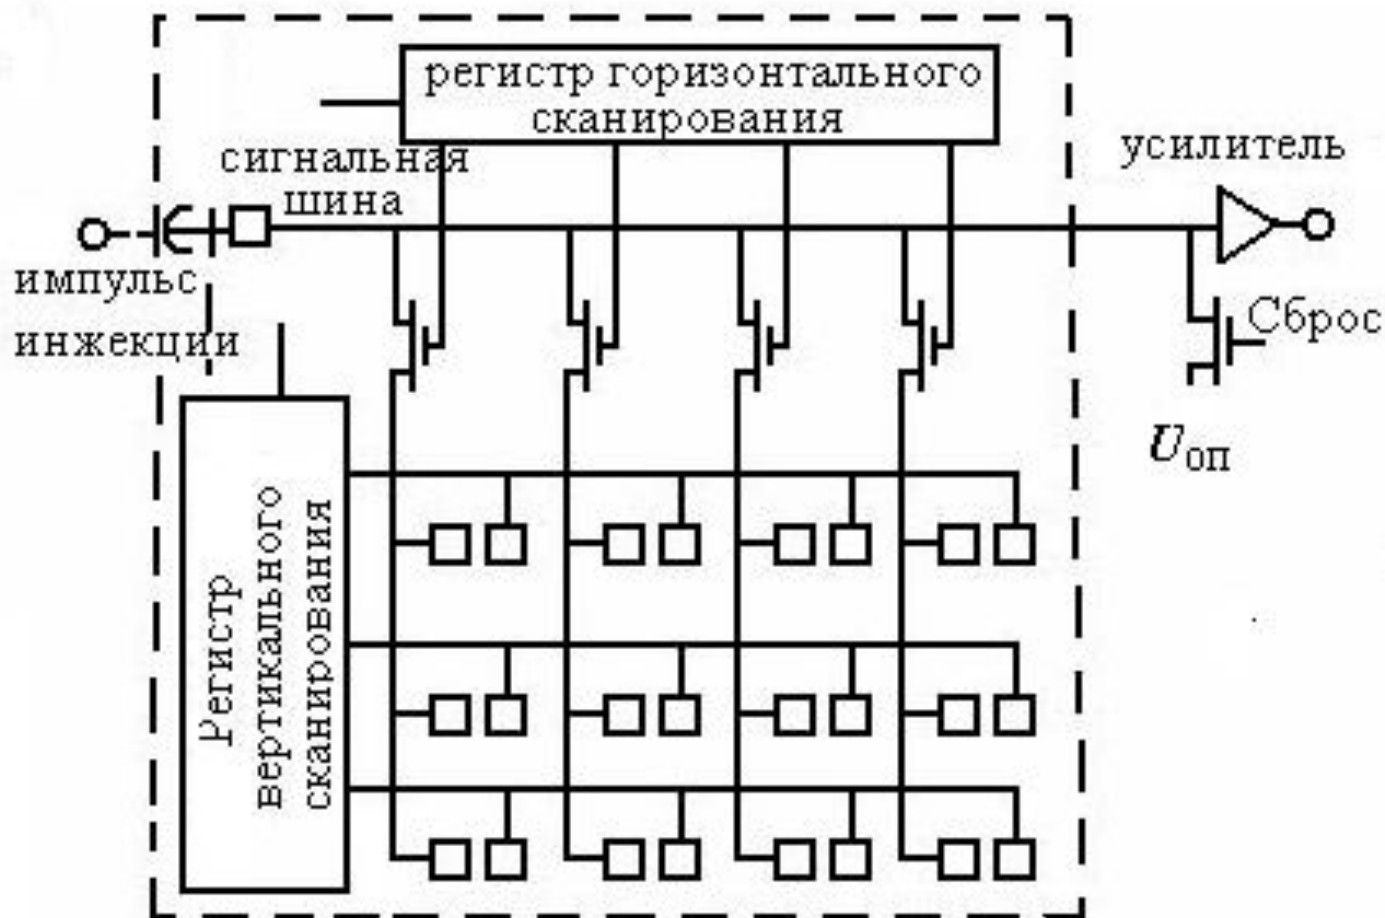 регистр горизонтального
сканирования
сигнальная
шина
усилитель
импульс
инжекции
Сброс
Uоп
Регистр
вертикального
сканирования